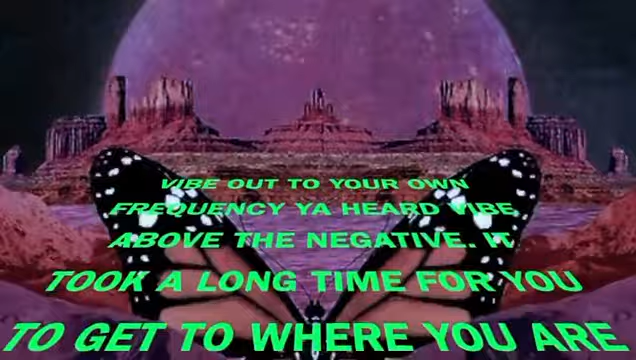 VIBE OUT TO YOUR OWN
FREQUENCY YA HEARD VIBE
ABOVE THE NEGATIVE. IT
TOOK A LONG TIME FOR YOU
TO GET TO WHERE YOU ARE